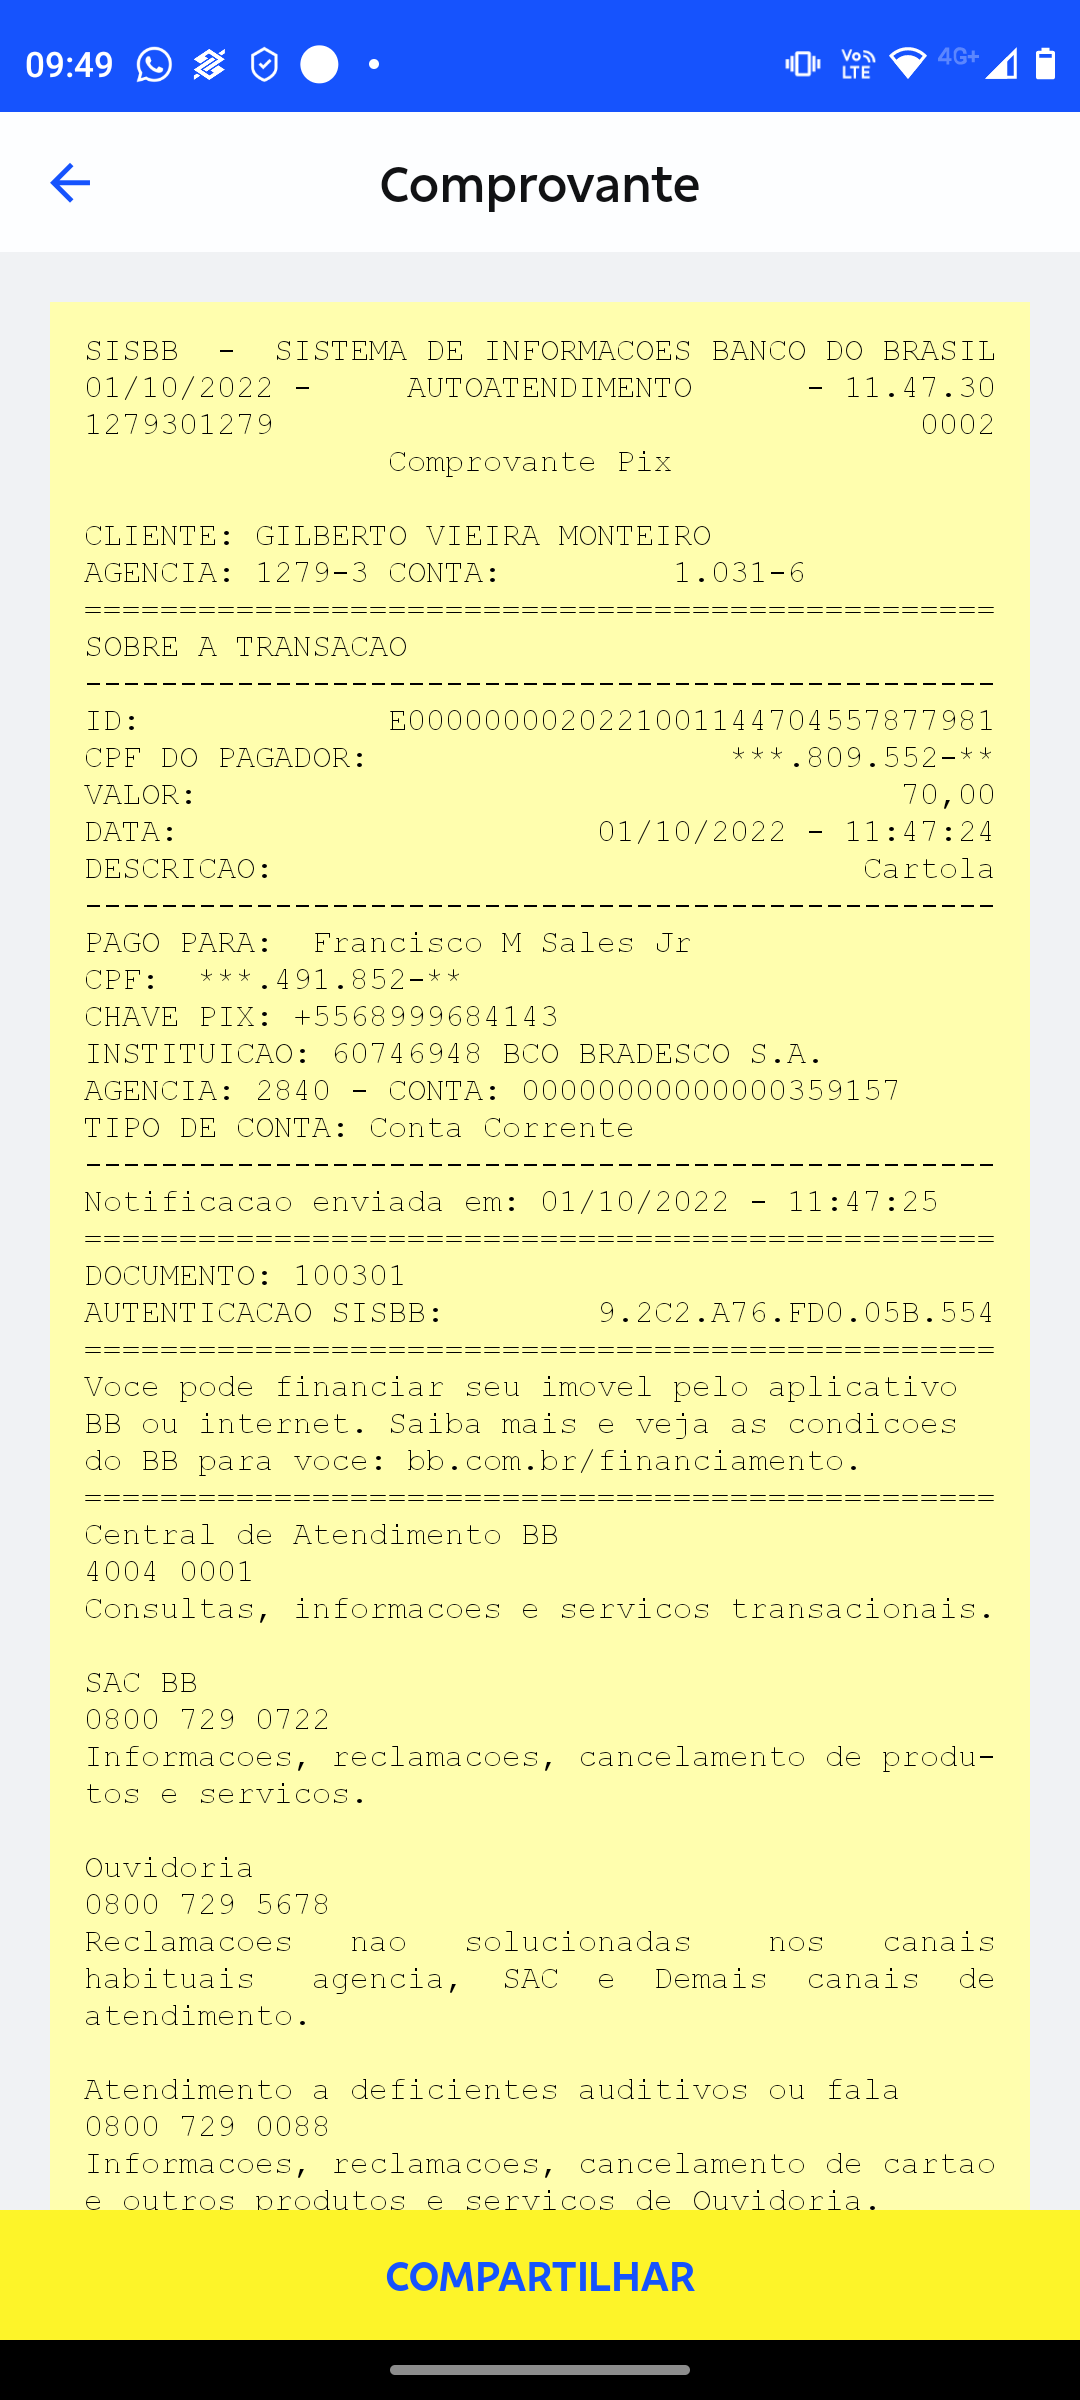 09:49
Vo LTE 4G+
Comprovante
SISBB - SISTEMA DE INFORMACOES BANCO DO BRASIL
01/10/2022 - AUTOATENDIMENTO - 11.47.30
1279301279 0002
Comprovante Pix
CLIENTE: GILBERTO VIEIRA MONTEIRO
AGENCIA: 1279-3 CONTA: 1.031-6
================================================
SOBRE A TRANSACAO
------------------------------------------------
ID: E0000000020221001144704557877981
CPF DO PAGADOR: ***.809.552-**
VALOR: 70,00
DATA: 01/10/2022 - 11:47:24
DESCRICAO: Cartola
------------------------------------------------
PAGO PARA: Francisco M Sales Jr
CPF: ***.491.852-**
CHAVE PIX: +5568999684143
INSTITUICAO: 60746948 BCO BRADESCO S.A.
AGENCIA: 2840 - CONTA: 00000000000000359157
TIPO DE CONTA: Conta Corrente
------------------------------------------------
Notificacao enviada em: 01/10/2022 - 11:47:25
================================================
DOCUMENTO: 100301
AUTENTICACAO SISBB: 9.2C2.A76.FD0.05B.554
================================================
Voce pode financiar seu imovel pelo aplicativo
BB ou internet. Saiba mais e veja as condicoes
do BB para voce: bb.com.br/financiamento.
================================================
Central de Atendimento BB
4004 0001
Consultas, informacoes e servicos transacionais.
SAC BB
0800 729 0722
Informacoes, reclamacoes, cancelamento de produ-
tos e servicos.
Ouvidoria
0800 729 5678
Reclamacoes nao solucionadas nos canais
habituais agencia, SAC e Demais canais de
atendimento.
Atendimento a deficientes auditivos ou fala
0800 729 0088
Informacoes, reclamacoes, cancelamento de cartao
e outros produtos e servicos de Ouvidoria.
COMPARTILHAR